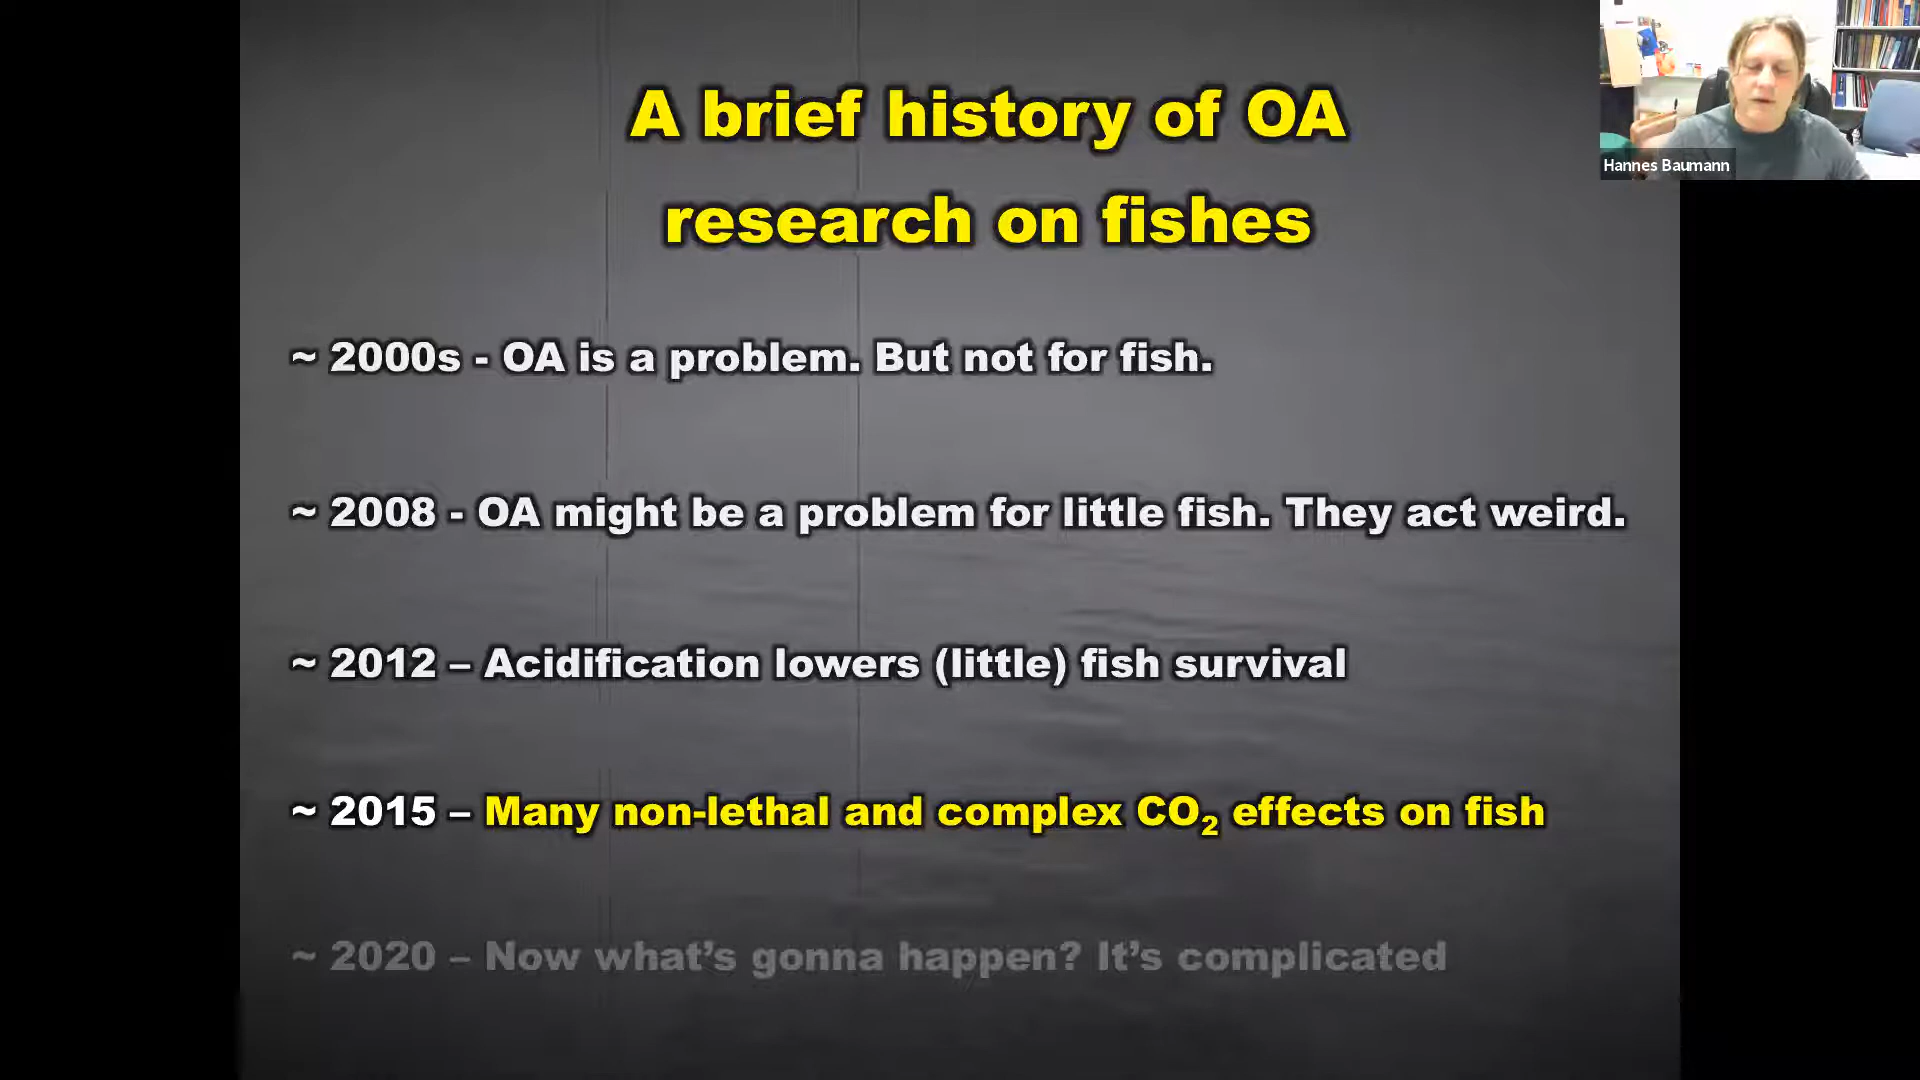 A brief history of OA
research on fishes
Hannes Baumann
~ 2000s - OA is a problem. But not for fish.
~ 2008 - OA might be a problem for little fish. They act weird.
~ 2012 – Acidification lowers (little) fish survival
~ 2015 – Many non-lethal and complex CO₂ effects on fish
~ 2020 – Now what’s gonna happen? It’s complicated